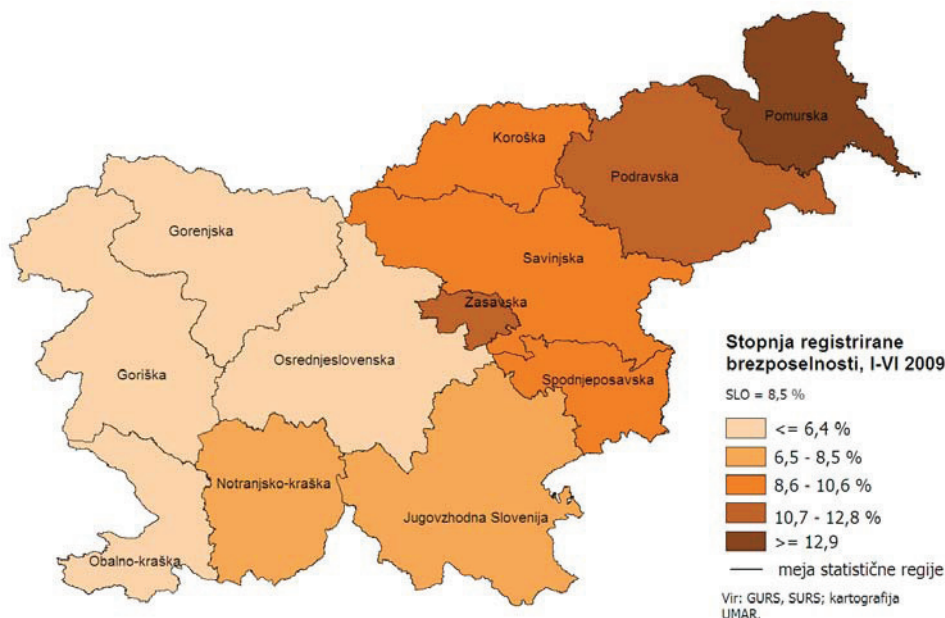 Pomurska
Koroška
Podravska
Gorenjska
Savinjska
Zasavska
Osrednjeslovenska
Goriška
Spodnjeposavska
Notranjsko-kraška
Jugovzhodna Slovenija
Obalno-kraška
Stopnja registrirane
brezposelnosti, I-VI 2009
SLO = 8,5 %
<= 6,4 %
6,5 - 8,5 %
8,6 - 10,6 %
10,7 - 12,8 %
>= 12,9
meja statistične regije
Vir: GURS, SURS; kartografija
UMAR.